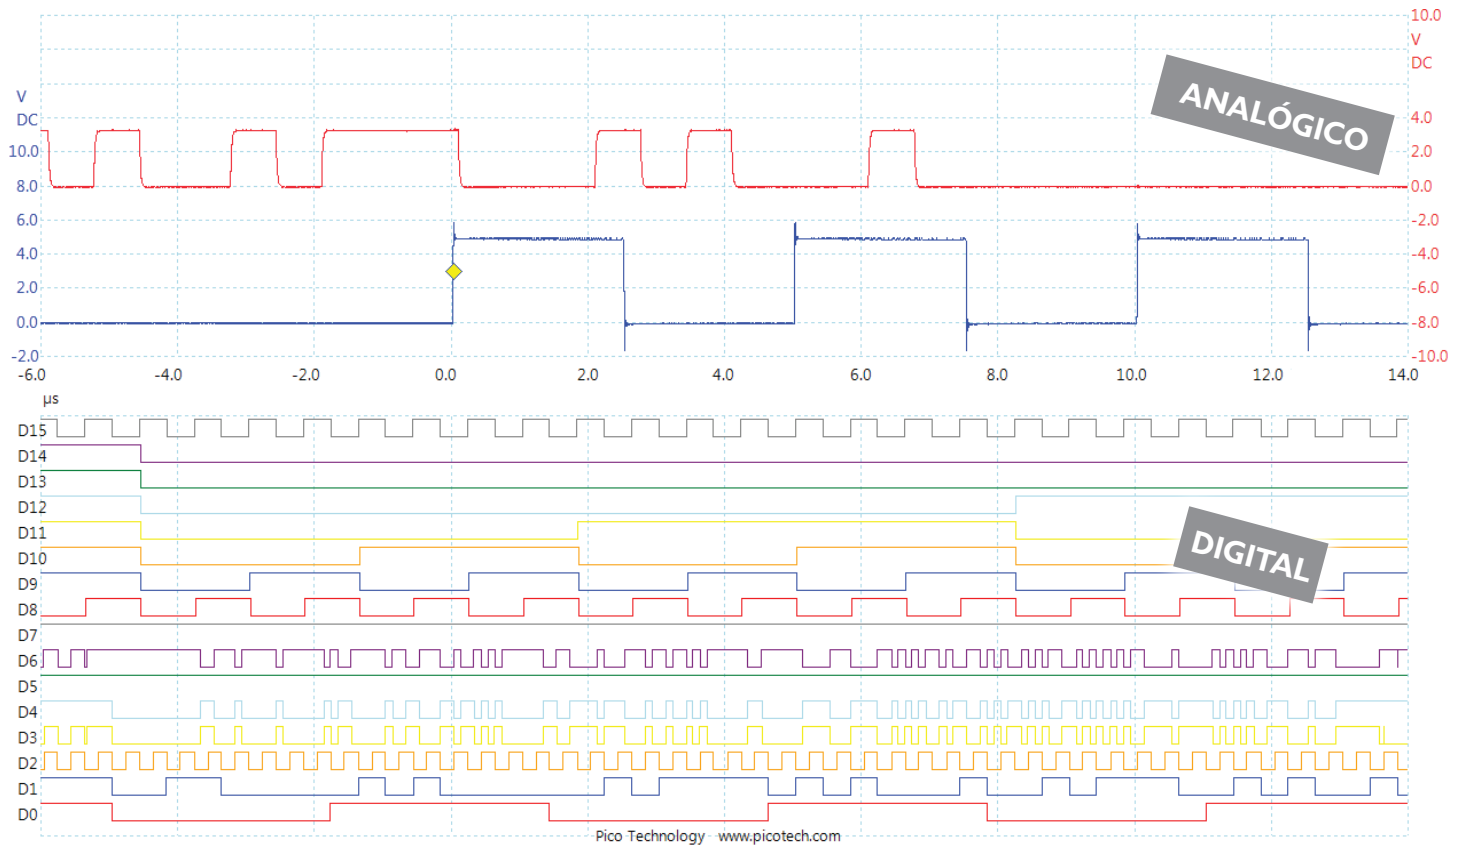 10.0
V
V
DC
DC
ANALÓGICO
4.0
10.0
2.0
8.0
0.0
6.0
-2.0
4.0
-4.0
2.0
-6.0
0.0
-8.0
-2.0
-10.0
-6.0 -4.0 -2.0 0.0 2.0 4.0 6.0 8.0 10.0 12.0 14.0
µs
D15
D14
D13
D12
D11
DIGITAL
D10
D9
D8
D7
D6
D5
D4
D3
D2
D1
D0
Pico Technology www.picotech.com